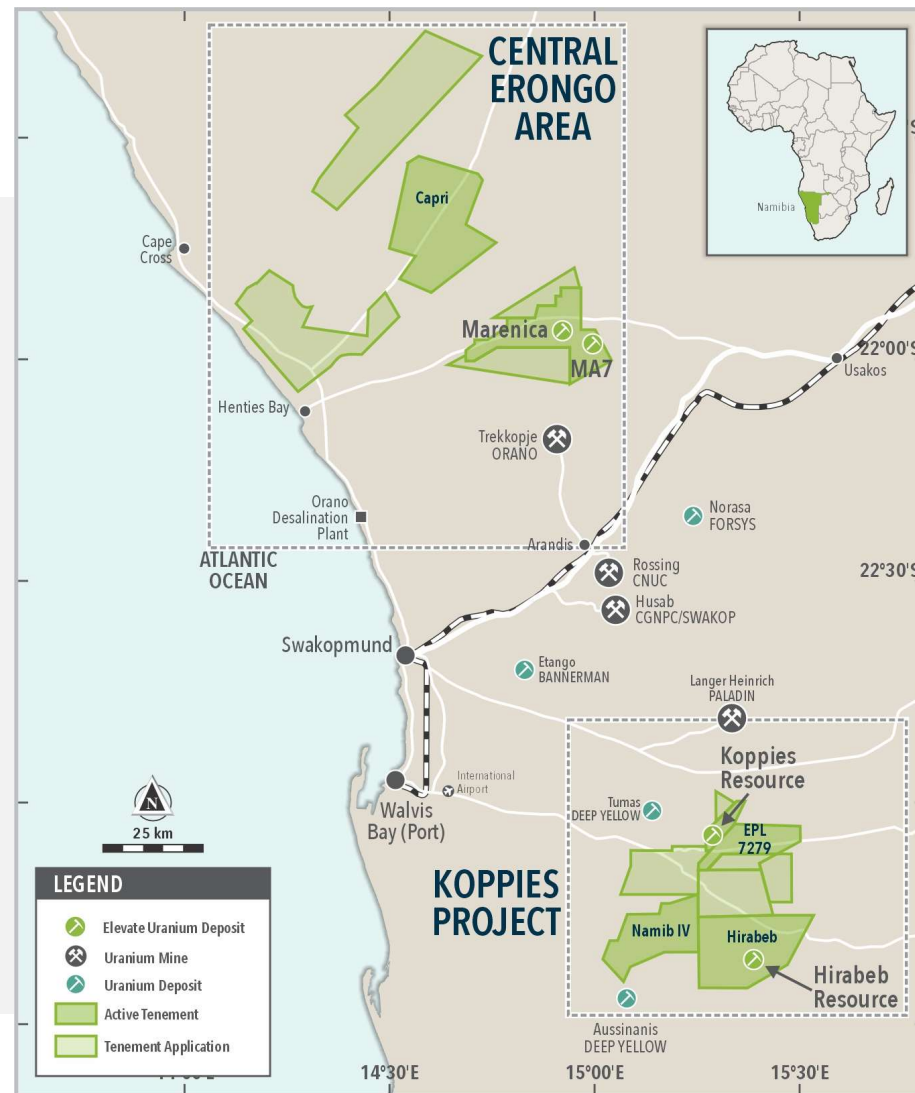 CENTRAL
ERONGO
AREA
Namibia
Capri
Cape
Cross
Marenica
MA7
22°00'S
Usakos
Henties Bay
Trekkopje
ORANO
Orano
Desalination
Plant
Norasa
FORSYS
Arandis
ATLANTIC
OCEAN
Rossing
CNUC
22°30'S
Husab
CGNPC/SWAKOP
Swakopmund
Etango
BANNERMAN
Langer Heinrich
PALADIN
Koppies
Resource
International
Airport
Walvis
Bay (Port)
Tumas
DEEP YELLOW
EPL
7279
N
25 km
KOPPIES
PROJECT
Namib IV
Hirabeb
Hirabeb
Resource
Aussinanis
DEEP YELLOW
LEGEND
Elevate Uranium Deposit
Uranium Mine
Uranium Deposit
Active Tenement
Tenement Application
14°30'E
15°00'E
15°30'E